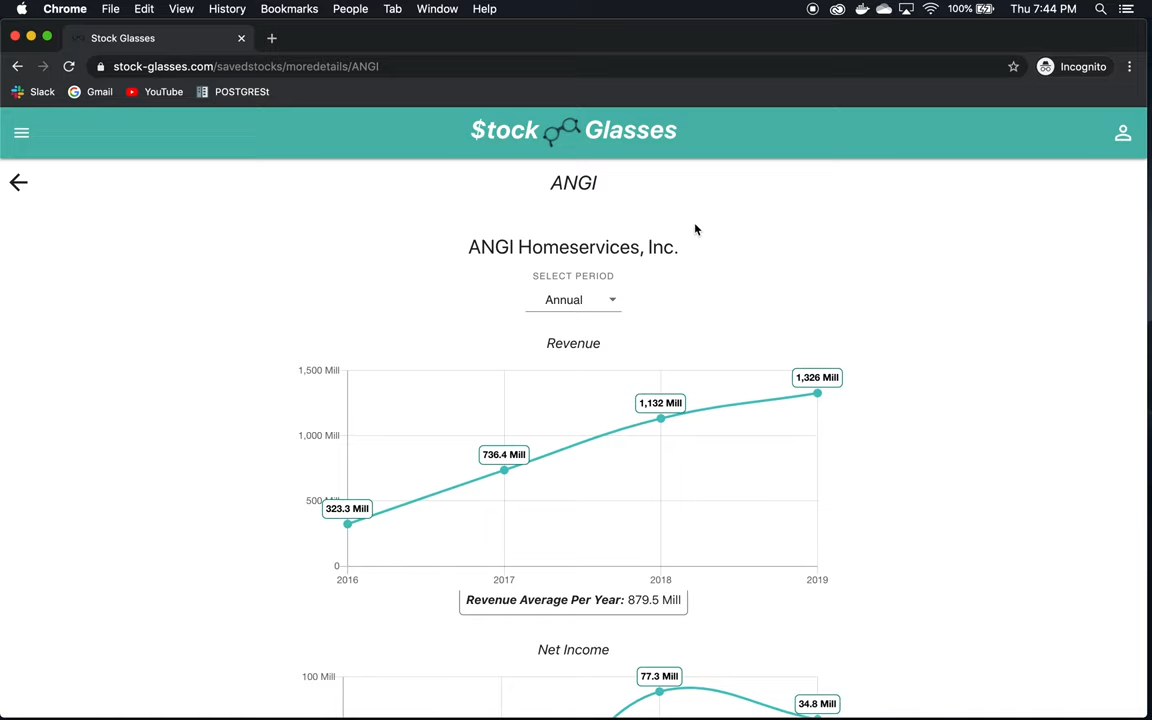 Chrome File Edit View History Bookmarks People Tab Window Help 100% Thu 7:44 PM
Stock Glasses
stock-glasses.com/savedstocks/moredetails/ANGI Incognito
Slack Gmail YouTube POSTGRESt
$tock Glasses
ANGI
ANGI Homeservices, Inc.
SELECT PERIOD
Annual
Revenue
1,500 Mill
1,326 Mill
1,132 Mill
1,000 Mill
736.4 Mill
500
323.3 Mill
0
2016 2017 2018 2019
Revenue Average Per Year: 879.5 Mill
Net Income
100 Mill
77.3 Mill
34.8 Mill